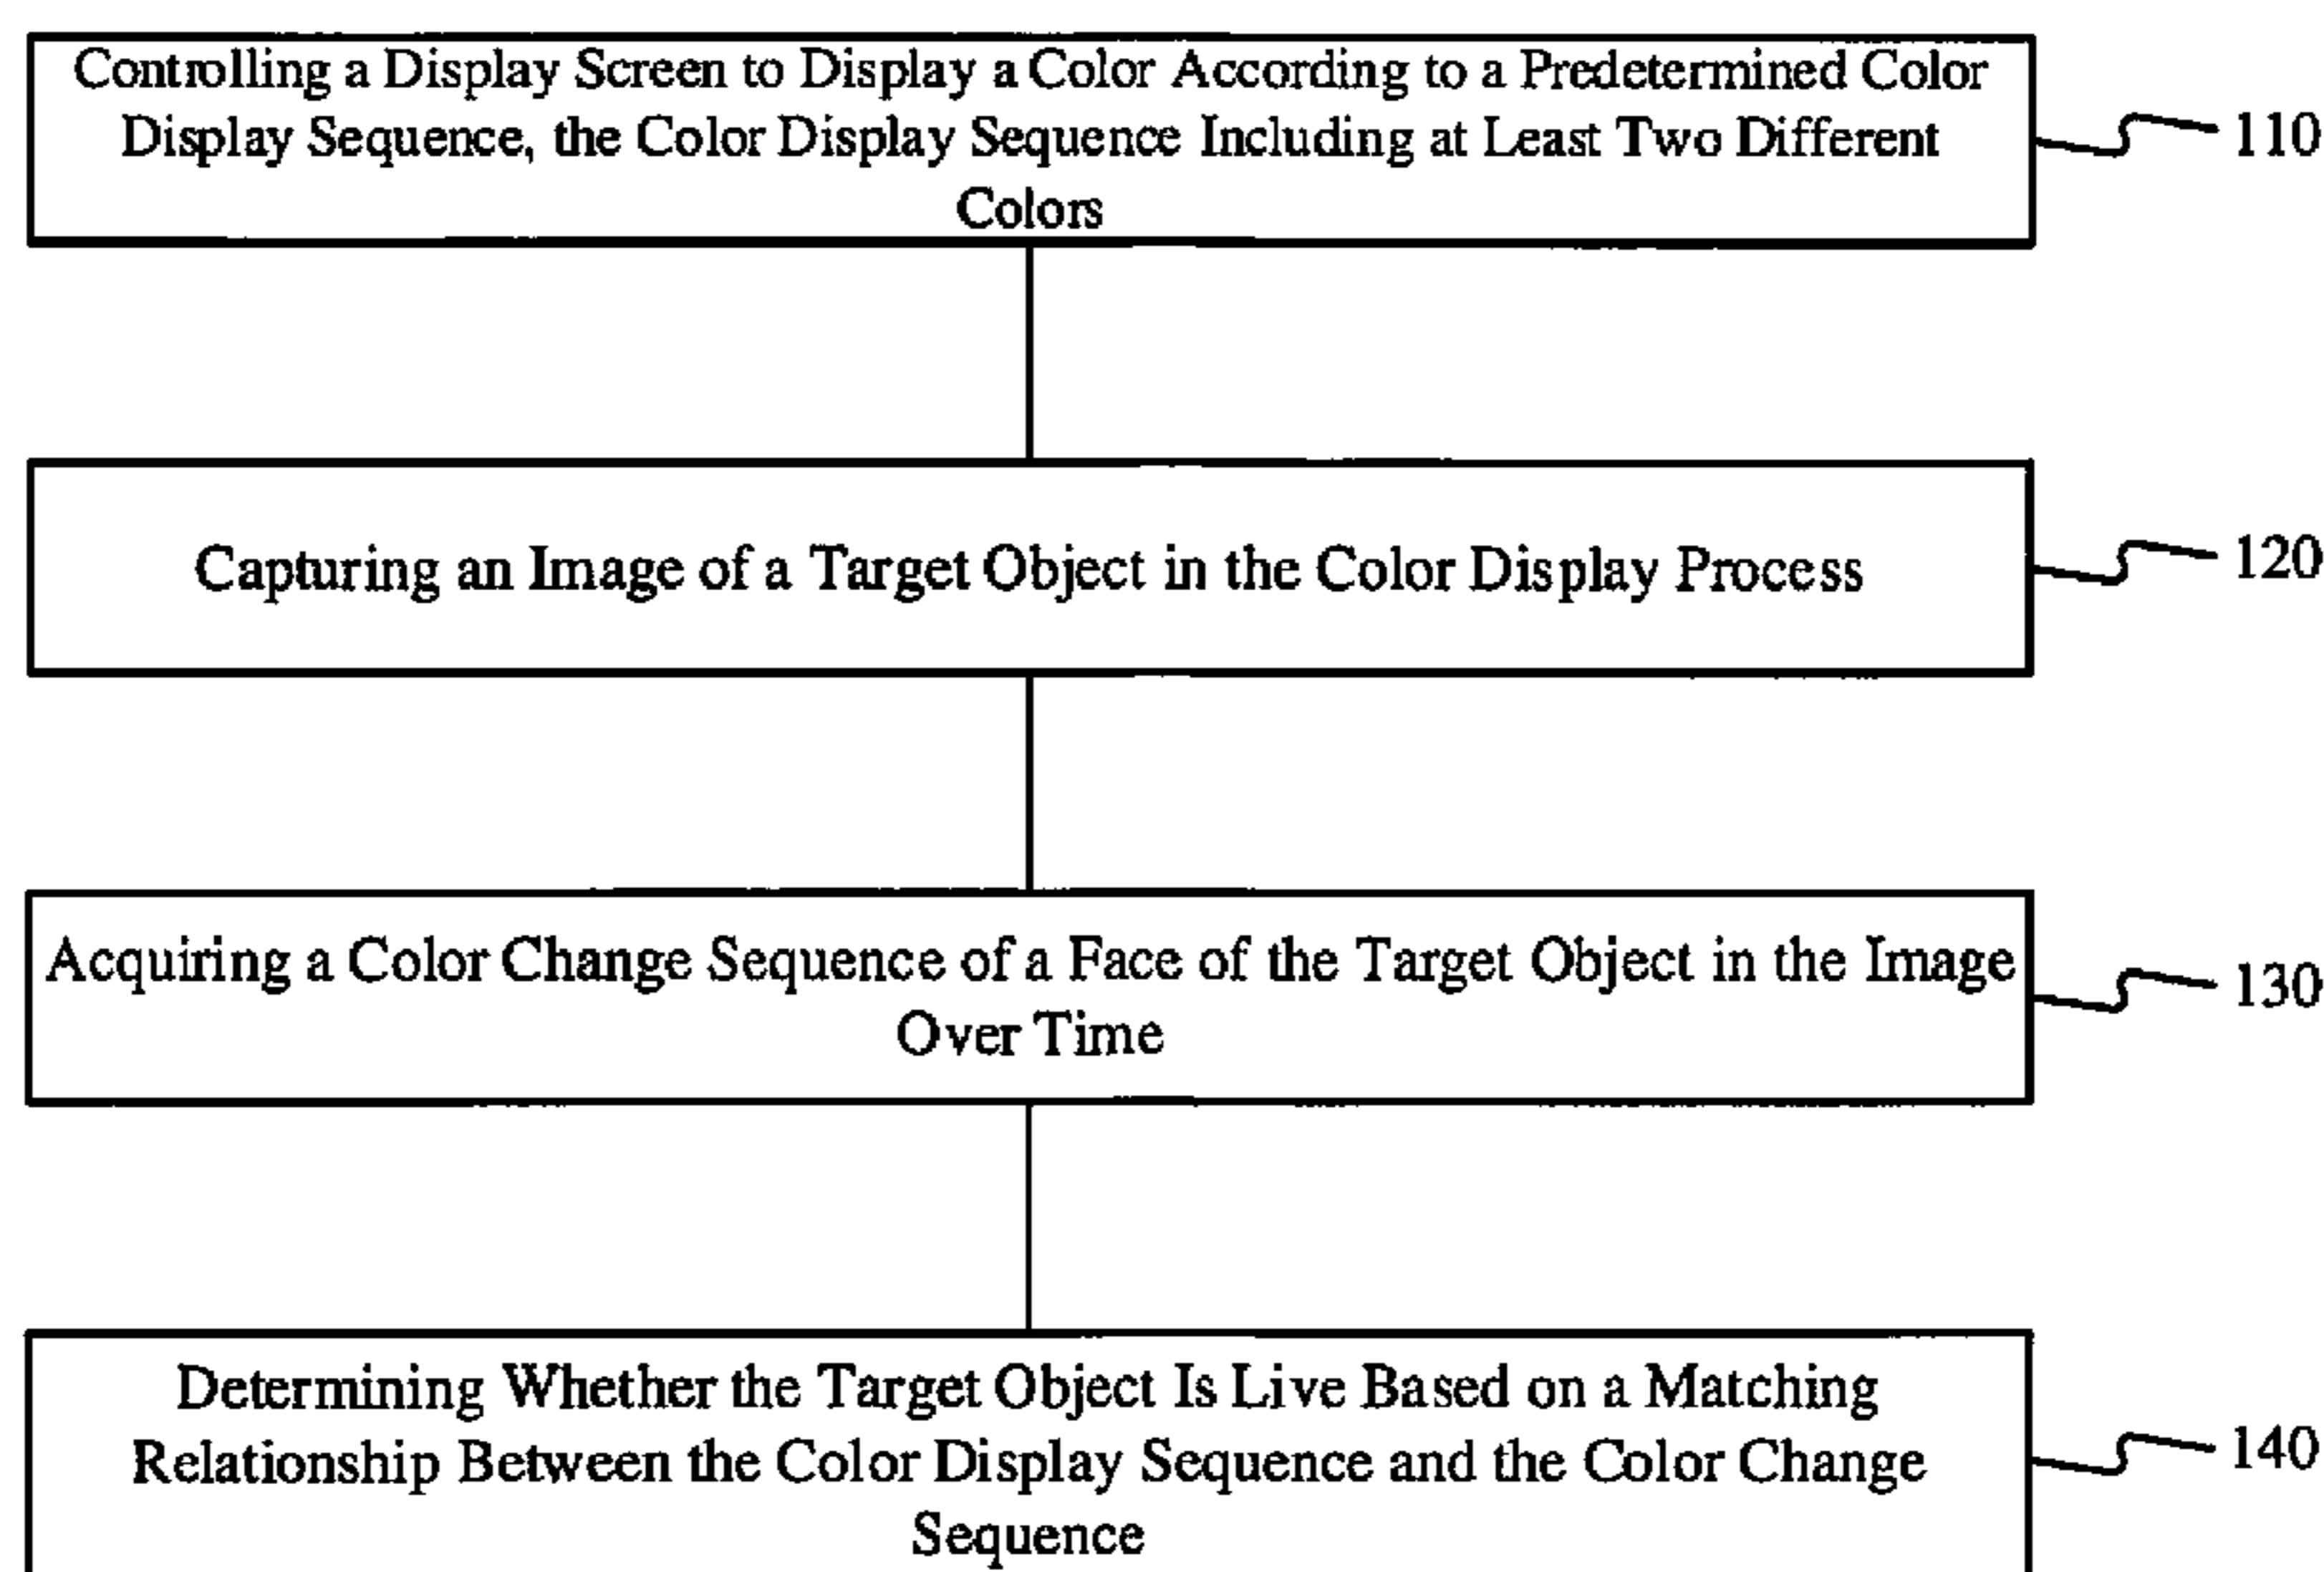 Controlling a Display Screen to Display a Color According to a Predetermined Color
Display Sequence, the Color Display Sequence Including at Least Two Different
Colors
110
Capturing an Image of a Target Object in the Color Display Process
120
Acquiring a Color Change Sequence of a Face of the Target Object in the Image
Over Time
130
Determining Whether the Target Object Is Live Based on a Matching
Relationship Between the Color Display Sequence and the Color Change
Sequence
140